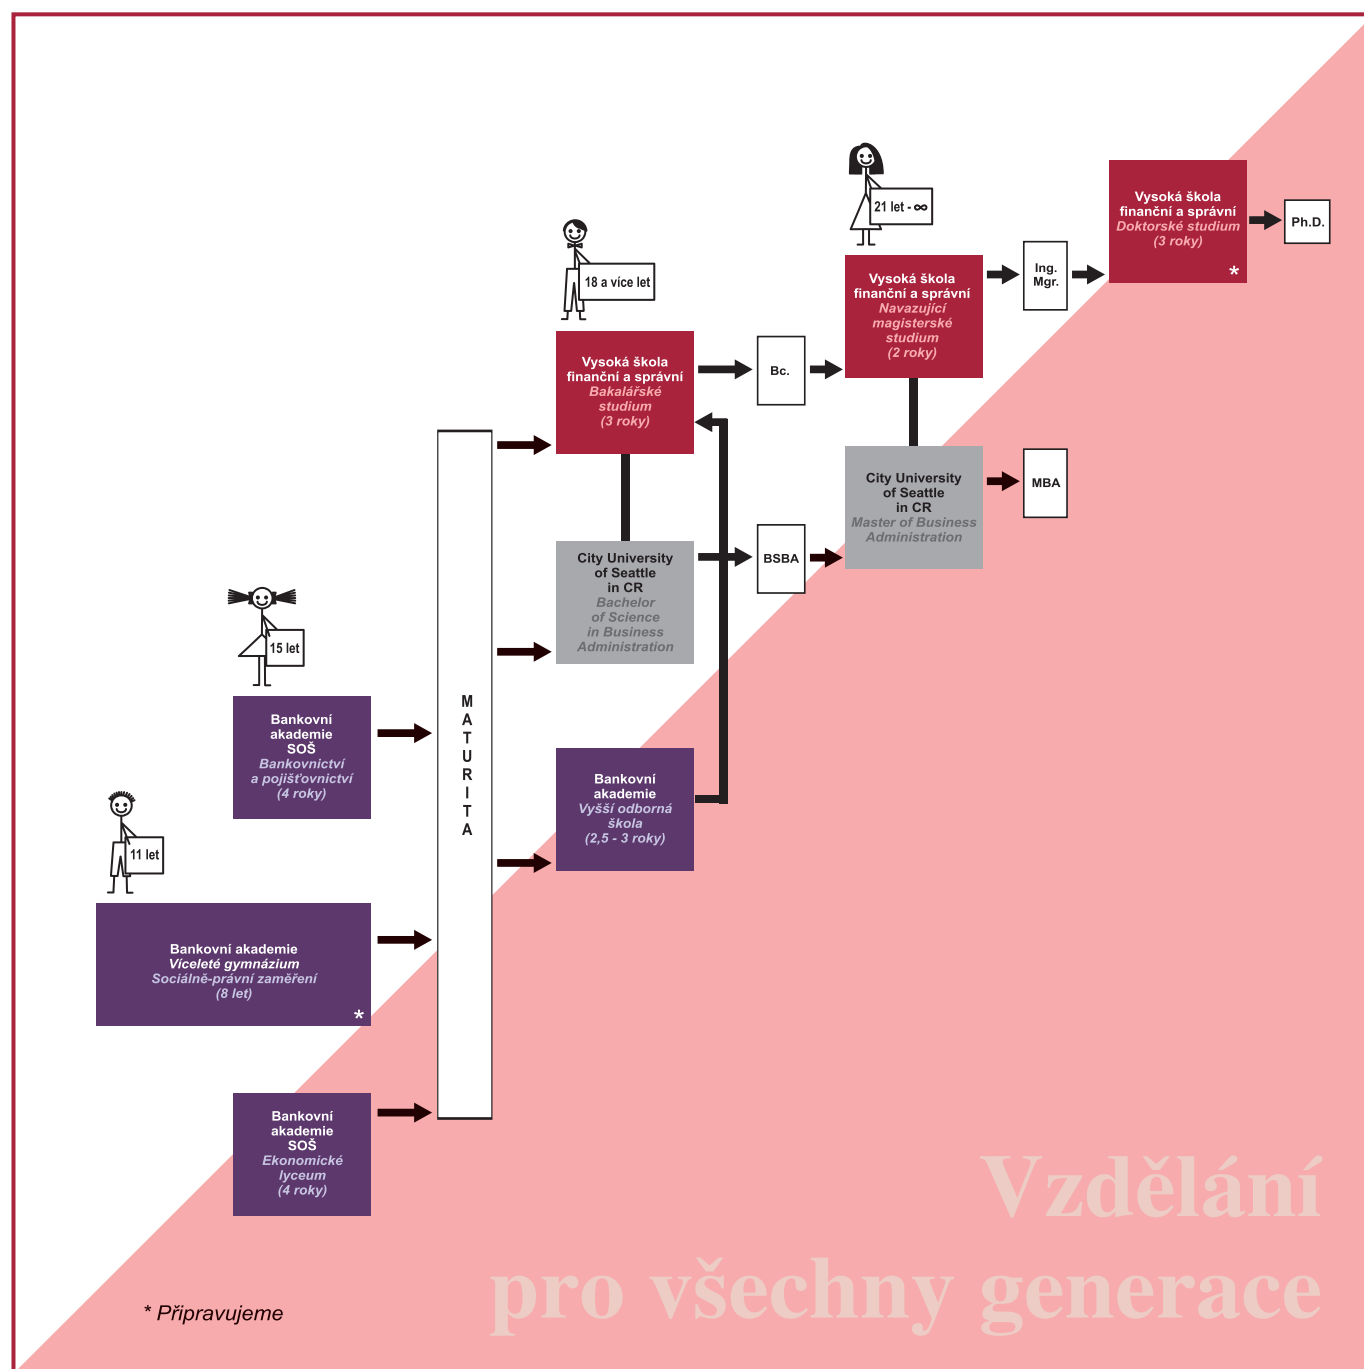 21 let - ∞
Vysoká škola
finanční a správní
Doktorské studium
(3 roky)
*
Ph.D.
18 a více let
Vysoká škola
finanční a správní
Navazující
magisterské
studium
(2 roky)
Ing.
Mgr.
Vysoká škola
finanční a správní
Bakalářské
studium
(3 roky)
Bc.
City University
of Seattle
in CR
Master of Business
Administration
MBA
City University
of Seattle
in CR
Bachelor
of Science
in Business
Administration
BSBA
15 let
Bankovní
akademie
SOŠ
Bankovnictví
a pojišťovnictví
(4 roky)
M
A
T
U
R
I
T
A
Bankovní
akademie
Vyšší odborná
škola
(2,5 - 3 roky)
11 let
Bankovní akademie
Víceleté gymnázium
Sociálně-právní zaměření
(8 let)
*
Bankovní
akademie
SOŠ
Ekonomické
lyceum
(4 roky)
Vzdělání
pro všechny generace
* Připravujeme